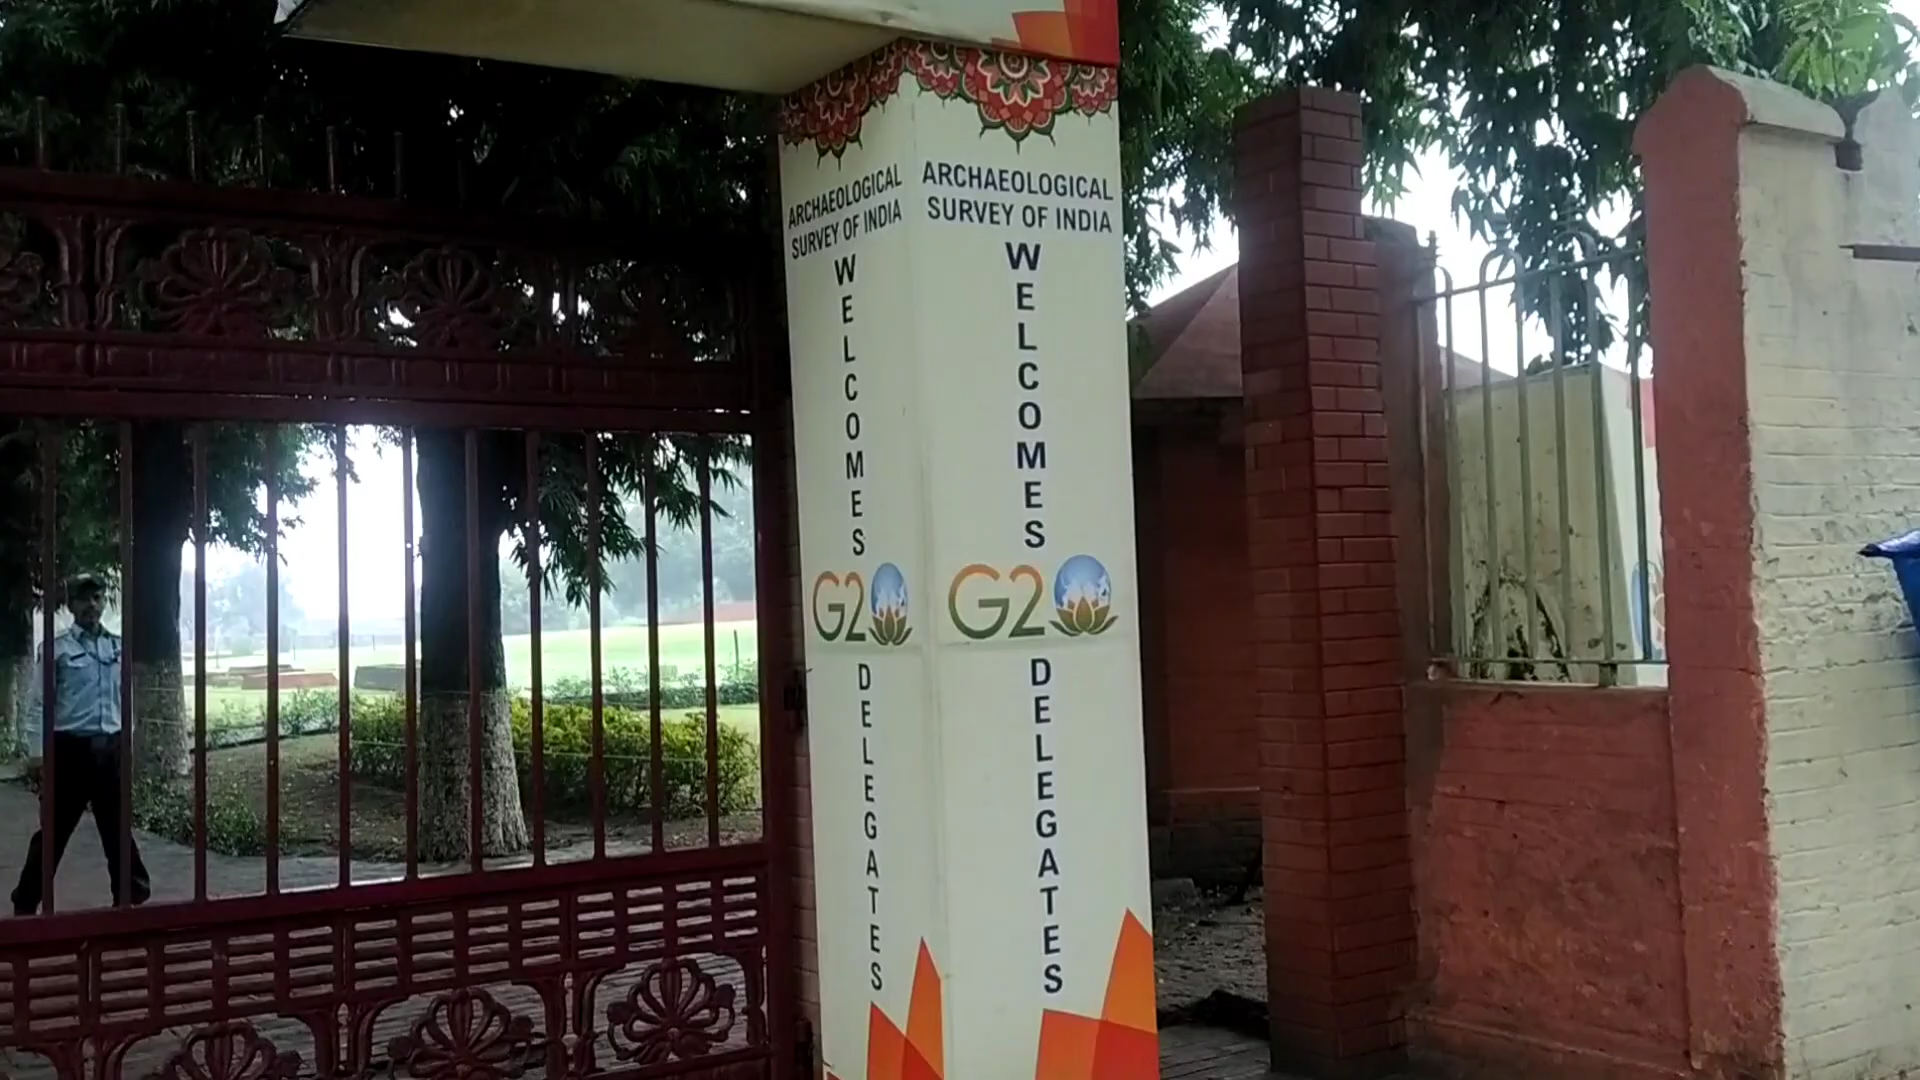 ARCHAEOLOGICAL
SURVEY OF INDIA
WELCOMES
G20
DELEGATES
ARCHAEOLOGICAL
SURVEY OF INDIA
WELCOMES
G20
DELEGATES